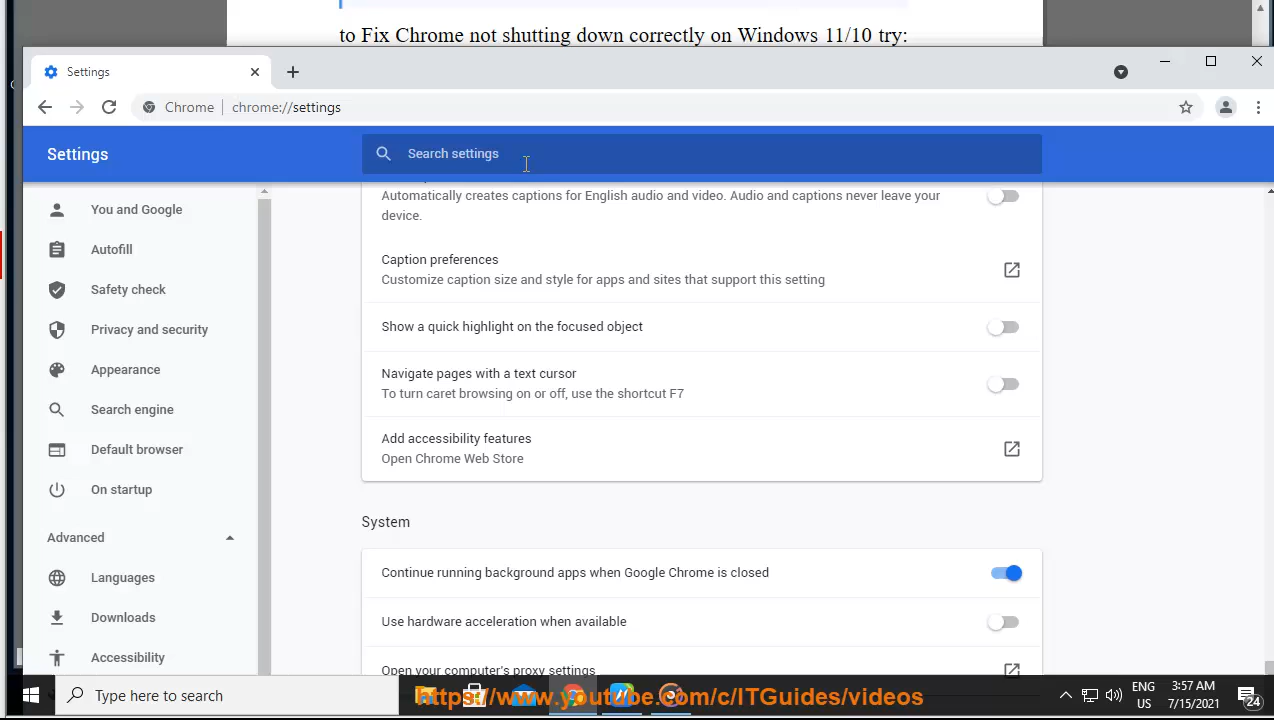 to Fix Chrome not shutting down correctly on Windows 11/10 try:
Settings
Chrome | chrome://settings
Settings
Search settings
You and Google
Autofill
Safety check
Privacy and security
Appearance
Search engine
Default browser
On startup
Advanced
Languages
Downloads
Accessibility
Automatically creates captions for English audio and video. Audio and captions never leave your
device.
Caption preferences
Customize caption size and style for apps and sites that support this setting
Show a quick highlight on the focused object
Navigate pages with a text cursor
To turn caret browsing on or off, use the shortcut F7
Add accessibility features
Open Chrome Web Store
System
Continue running background apps when Google Chrome is closed
Use hardware acceleration when available
Open your computer's proxy settings
Type here to search
https://www.youtube.com/c/ITGuides/videos
ENG
US
3:57 AM
7/15/2021
24